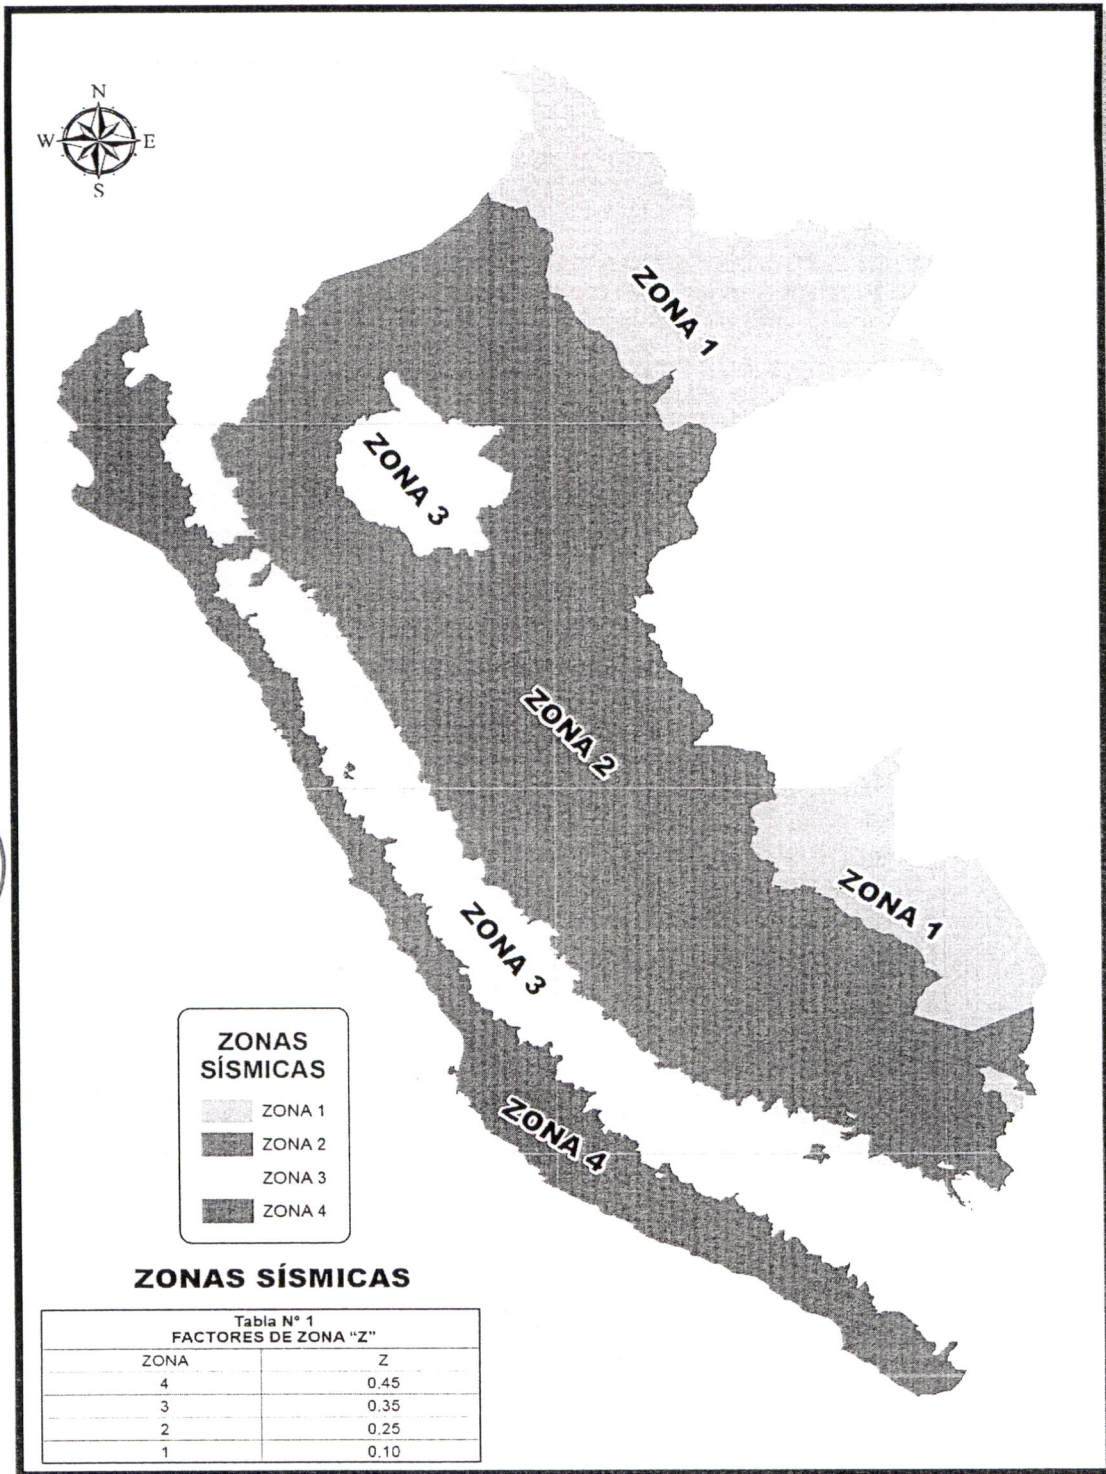 N
W E
S
ZONA 1
ZONA 3
ZONA 2
ZONA 1
ZONA 3
ZONA 4
ZONAS
SÍSMICAS
ZONA 1
ZONA 2
ZONA 3
ZONA 4
ZONAS SÍSMICAS
Tabla N° 1
FACTORES DE ZONA "Z"
ZONA Z
4 0,45
3 0,35
2 0,25
1 0,10